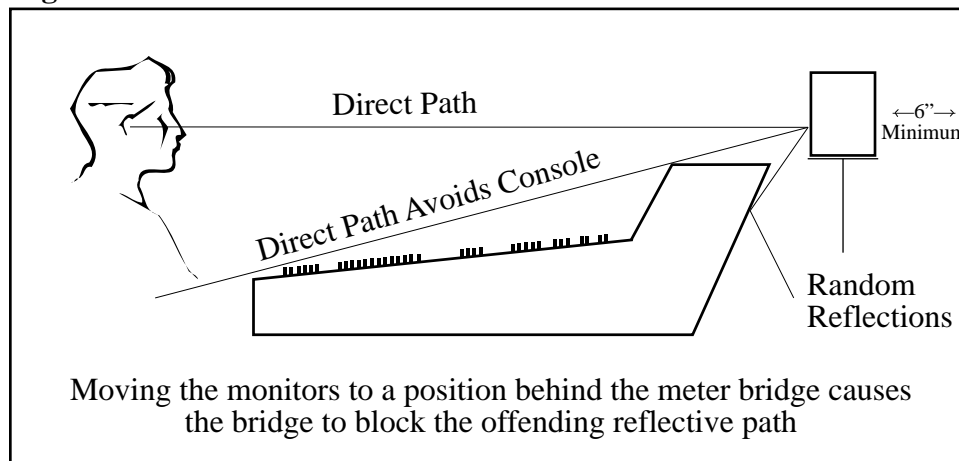 Direct Path
←6”→
Minimum
Direct Path Avoids Console
Random
Reflections
Moving the monitors to a position behind the meter bridge causes
the bridge to block the offending reflective path